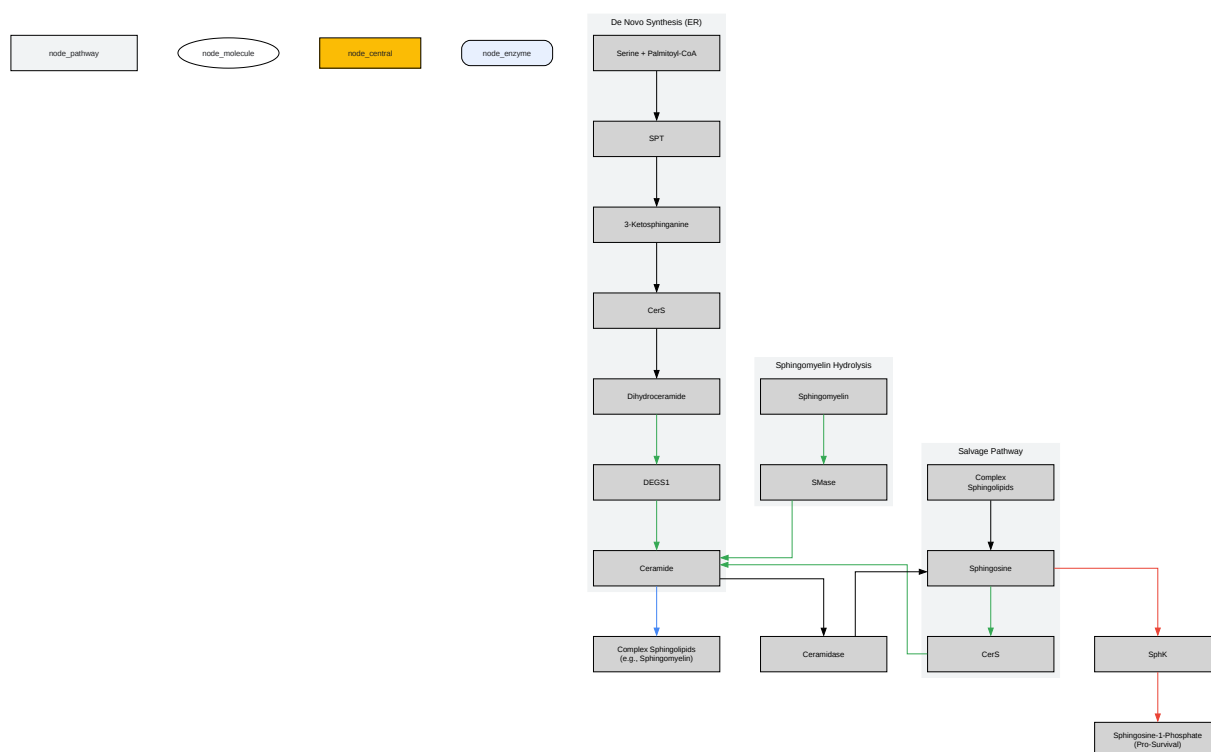 De Novo Synthesis (ER)
node_pathway
node_molecule
node_central
node_enzyme
Serine + Palmitoyl-CoA
SPT
3-Ketosphinganine
CerS
Sphingomyelin Hydrolysis
Dihydroceramide
Sphingomyelin
Salvage Pathway
DEGS1
SMase
Complex
Sphingolipids
Ceramide
Sphingosine
Complex Sphingolipids
(e.g., Sphingomyelin)
Ceramidase
CerS
SphK
Sphingosine-1-Phosphate
(Pro-Survival)